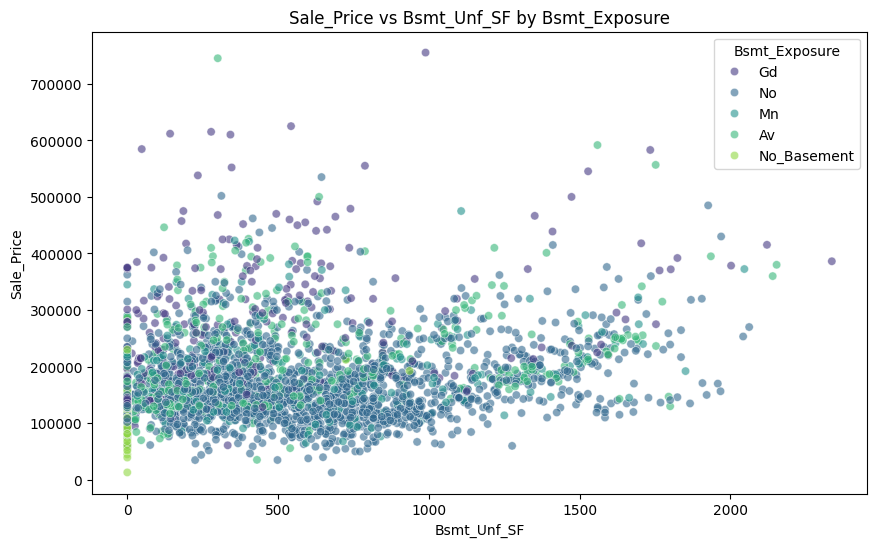 Sale_Price vs Bsmt_Unf_SF by Bsmt_Exposure
Bsmt_Exposure
Gd
No
Mn
Av
No_Basement
Sale_Price
700000
600000
500000
400000
300000
200000
100000
0
0 500 1000 1500 2000
Bsmt_Unf_SF